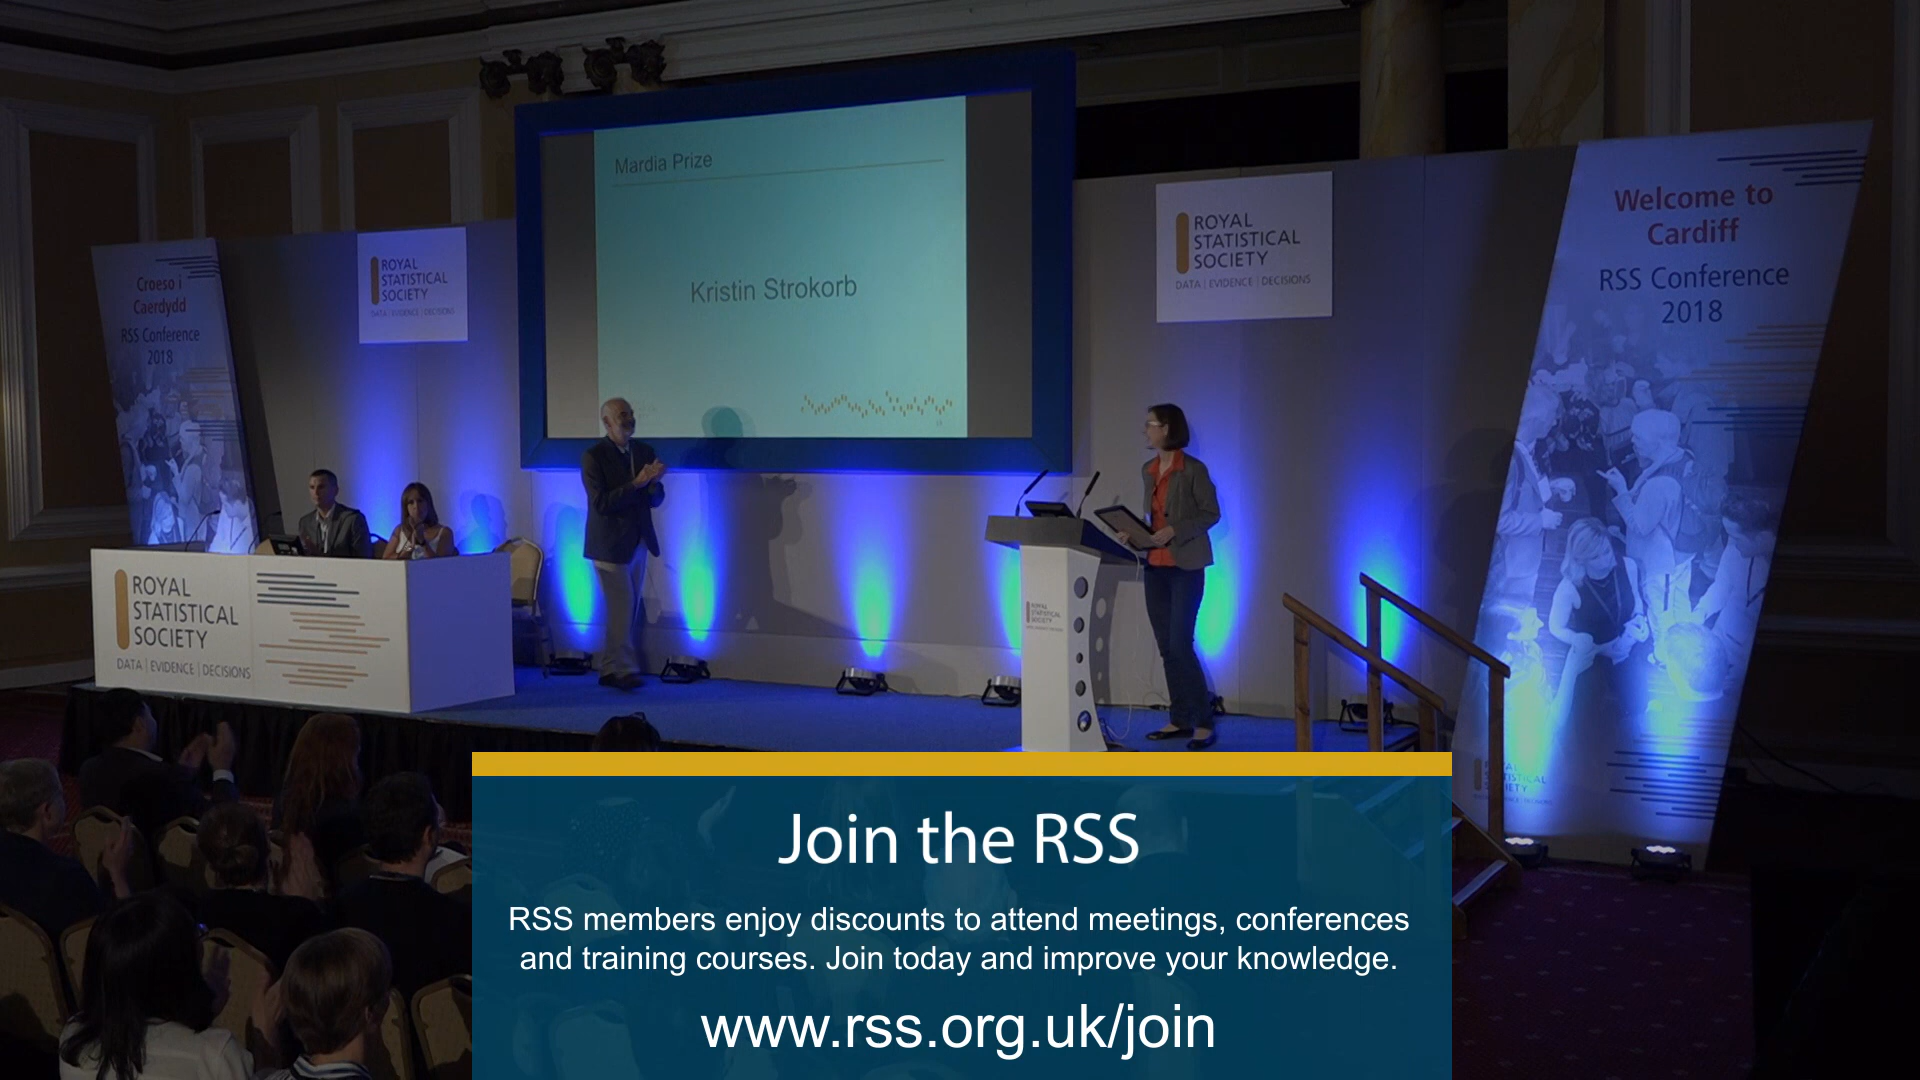 Mardia Prize
Kristin Strokorb
Croeso i
Caerdydd
RSS Conference
2018
ROYAL
STATISTICAL
SOCIETY
DATA | EVIDENCE | DECISIONS
ROYAL
STATISTICAL
SOCIETY
DATA | EVIDENCE | DECISIONS
Welcome to
Cardiff
RSS Conference
2018
ROYAL
STATISTICAL
SOCIETY
DATA | EVIDENCE | DECISIONS
ROYAL
STATISTICAL
SOCIETY
Join the RSS
RSS members enjoy discounts to attend meetings, conferences
and training courses. Join today and improve your knowledge.
www.rss.org.uk/join